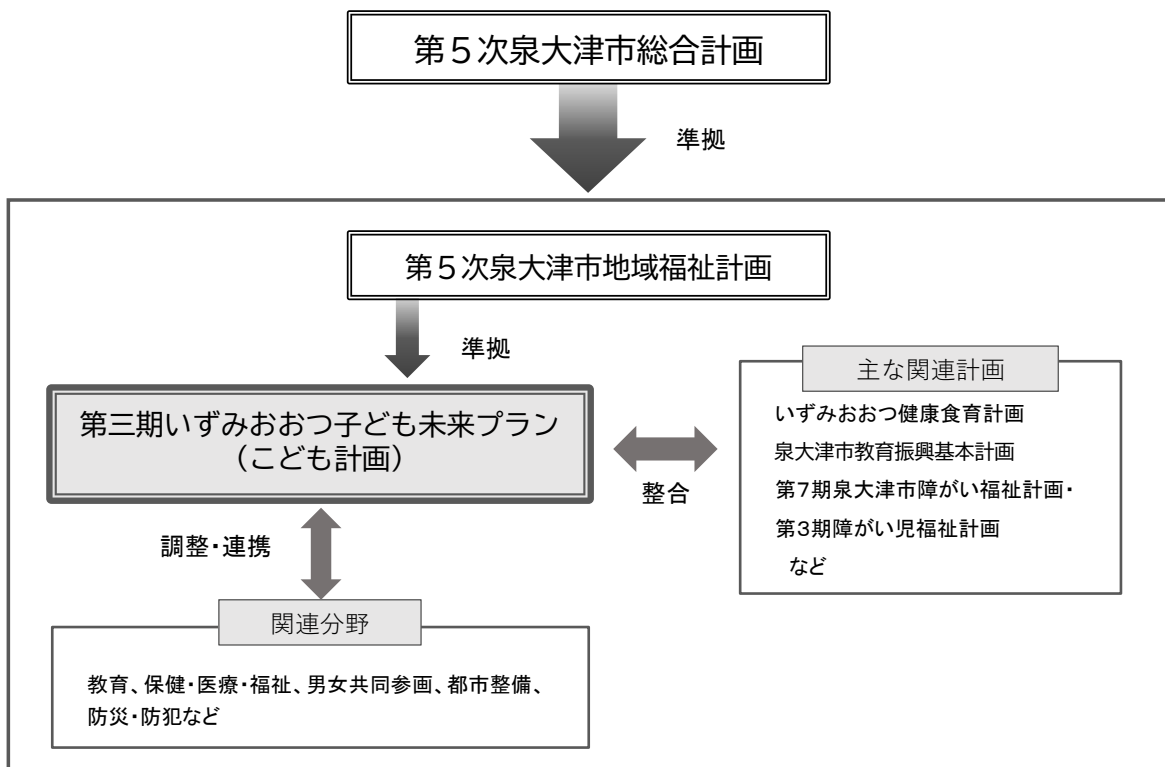 第５次泉大津市総合計画
準拠
第５次泉大津市地域福祉計画
準拠
第三期いずみおおつ子ども未来プラン
（こども計画）
整合
主な関連計画
いずみおおつ健康食育計画
泉大津市教育振興基本計画
第７期泉大津市障がい福祉計画・
第３期障がい児福祉計画
など
調整・連携
関連分野
教育、保健・医療・福祉、男女共同参画、都市整備、
防災・防犯など